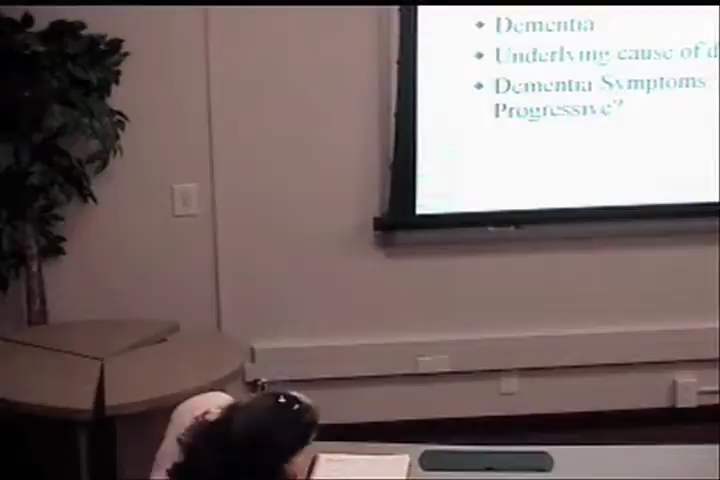 Dementia
Underlying cause of d
Dementia Symptoms
Progressive?